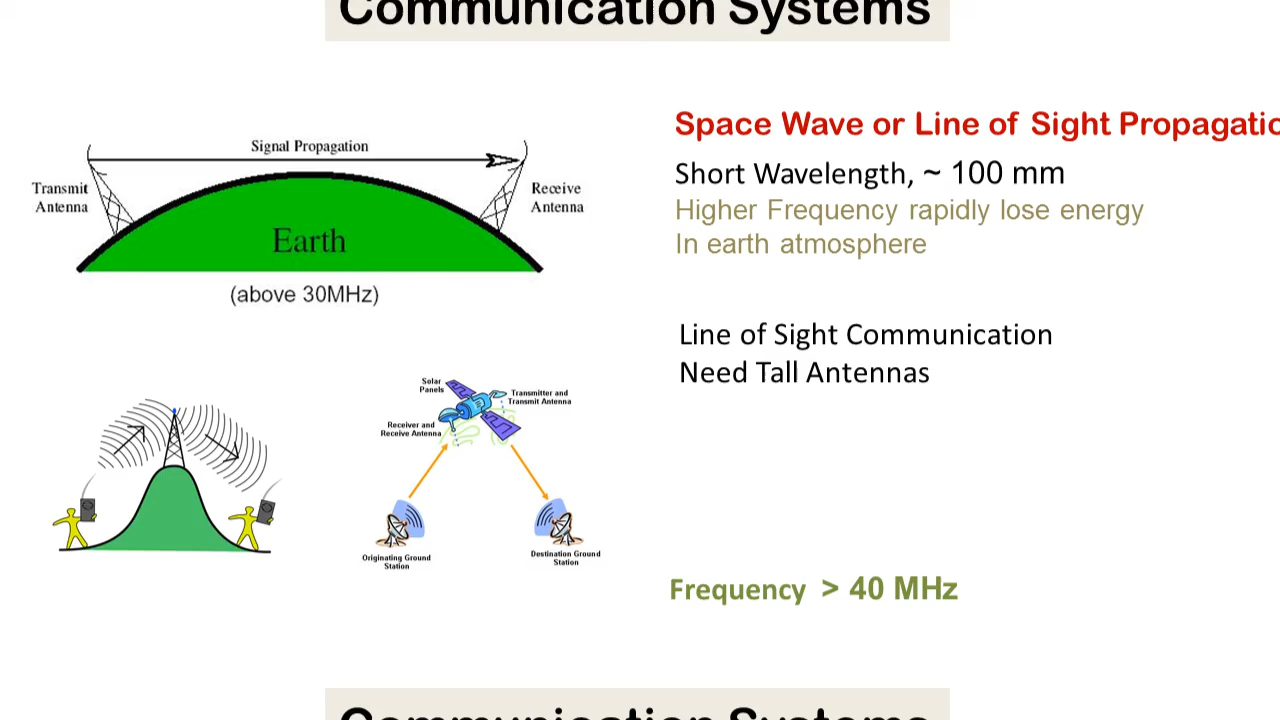 Communication Systems
Space Wave or Line of Sight Propagatio
Short Wavelength, ~ 100 mm
Higher Frequency rapidly lose energy
In earth atmosphere
Signal Propagation
Transmit
Antenna
Receive
Antenna
Earth
(above 30MHz)
Line of Sight Communication
Need Tall Antennas
Solar
Panels
Transmitter and
Transmit Antenna
Receiver and
Receive Antenna
Originating Ground
Station
Destination Ground
Station
Frequency > 40 MHz
Communication Systems